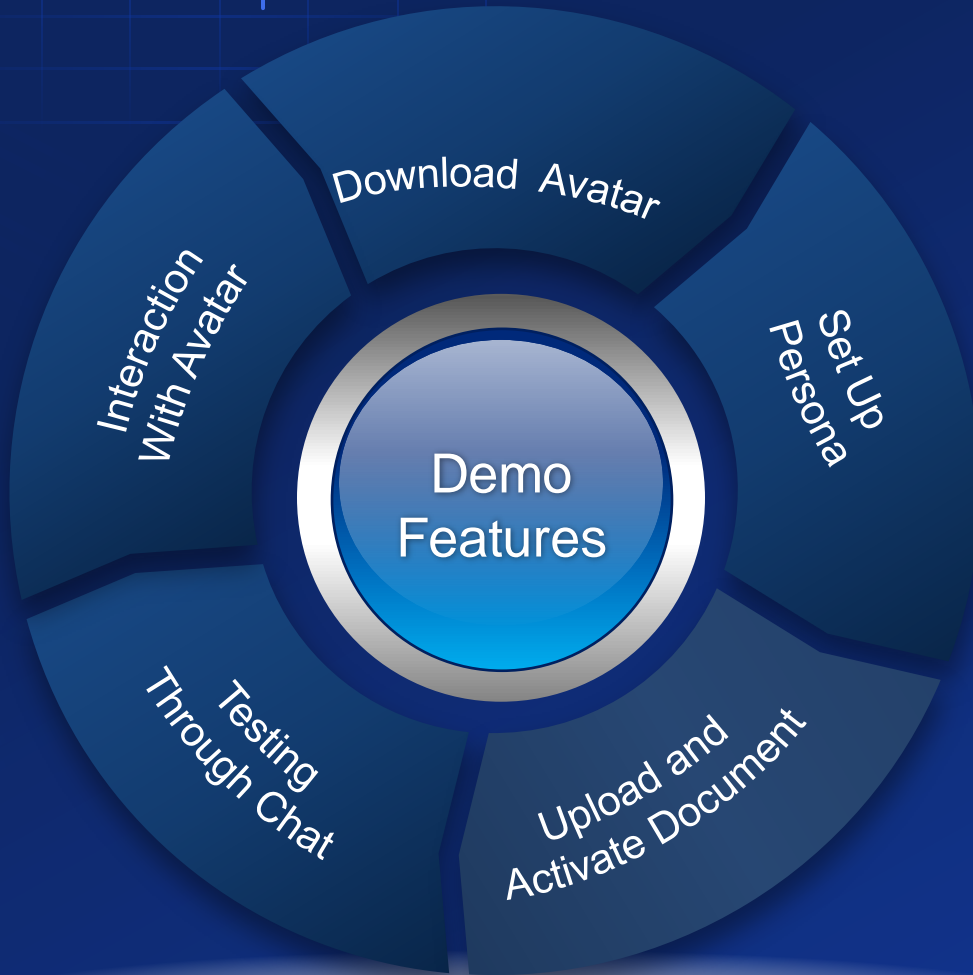 Download Avatar
Set Up
Persona
Upload and
Activate Document
Testing
Through Chat
Interaction
With Avatar
Demo
Features